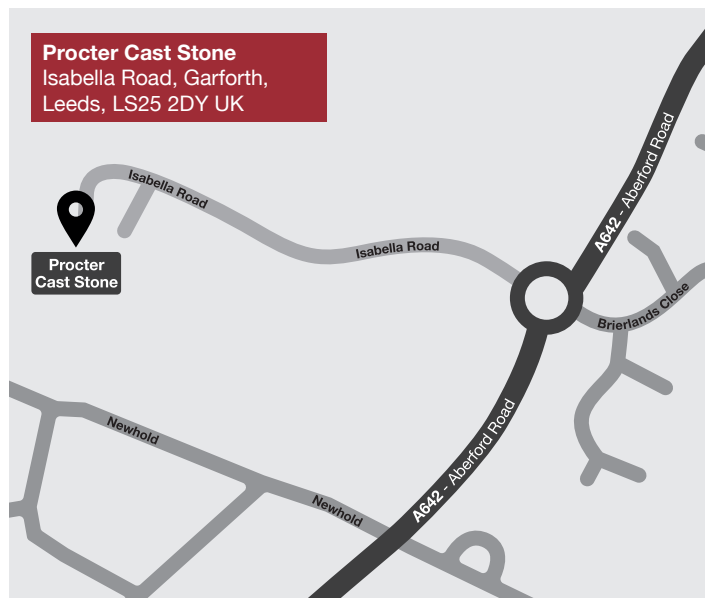 Procter Cast Stone
Isabella Road, Garforth,
Leeds, LS25 2DY UK
A642 - Aberford Road
Isabella Road
Isabella Road
Procter
Cast Stone
Brierlands Close
A642 - Aberford Road
Newhold
Newhold